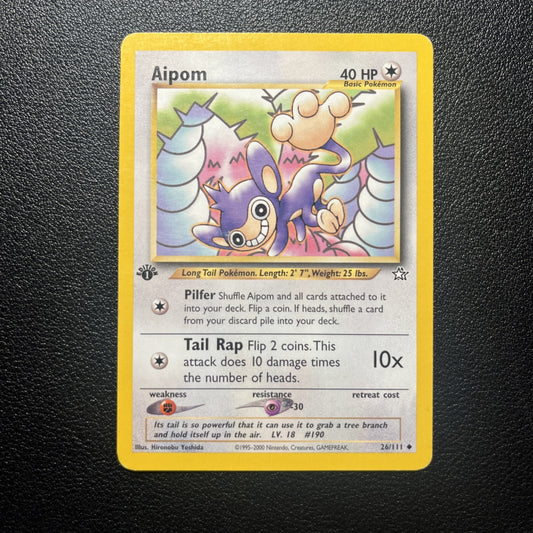 Aipom 40 HP
Basic Pokémon
Long Tail Pokémon. Length: 2' 7", Weight: 25 lbs.
EDITION
1
Pilfer Shuffle Aipom and all cards attached to it
into your deck. Flip a coin. If heads, shuffle a card
from your discard pile into your deck.
Tail Rap Flip 2 coins. This
attack does 10 damage times
the number of heads.
10x
weakness resistance retreat cost
-30
Its tail is so powerful that it can use it to grab a tree branch
and hold itself up in the air. LV. 18 #190
Illus. Hironobu Yoshida ©1995-2000 Nintendo, Creatures, GAMEFREAK. 26/111